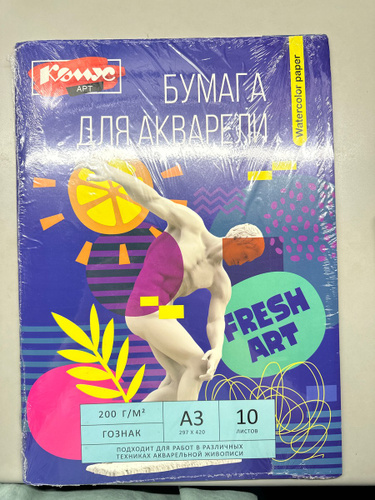 Комус
АРТ
БУМАГА
ДЛЯ АКВАРЕЛИ
Watercolor paper
FRESH
ART
200 Г/М²
ГОЗНАК
А3
297 X 420
10
ЛИСТОВ
ПОДХОДИТ ДЛЯ РАБОТ В РАЗЛИЧНЫХ
ТЕХНИКАХ АКВАРЕЛЬНОЙ ЖИВОПИСИ